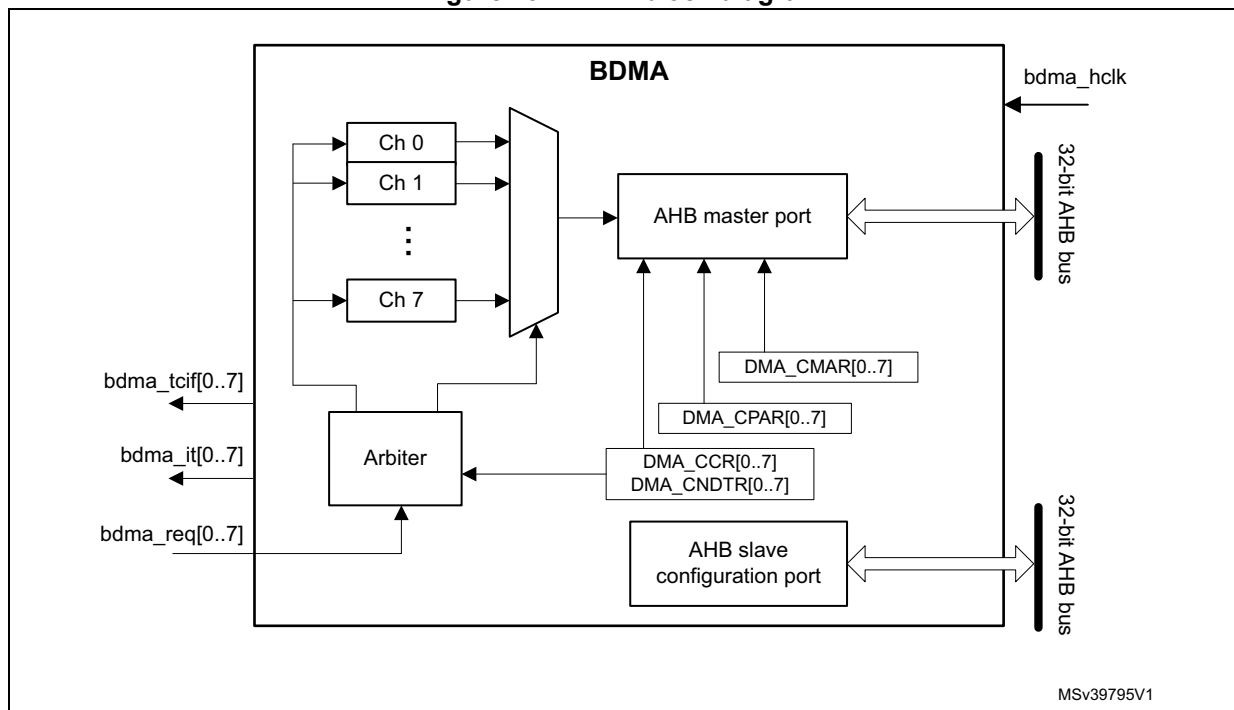 BDMA
bdma_hclk
Ch 0
Ch 1
Ch 7
AHB master port
32-bit AHB bus
DMA_CMAR[0..7]
bdma_tcif[0..7]
DMA_CPAR[0..7]
bdma_it[0..7]
Arbiter
DMA_CCR[0..7]
DMA_CNDTR[0..7]
bdma_req[0..7]
AHB slave
configuration port
32-bit AHB bus
MSv39795V1